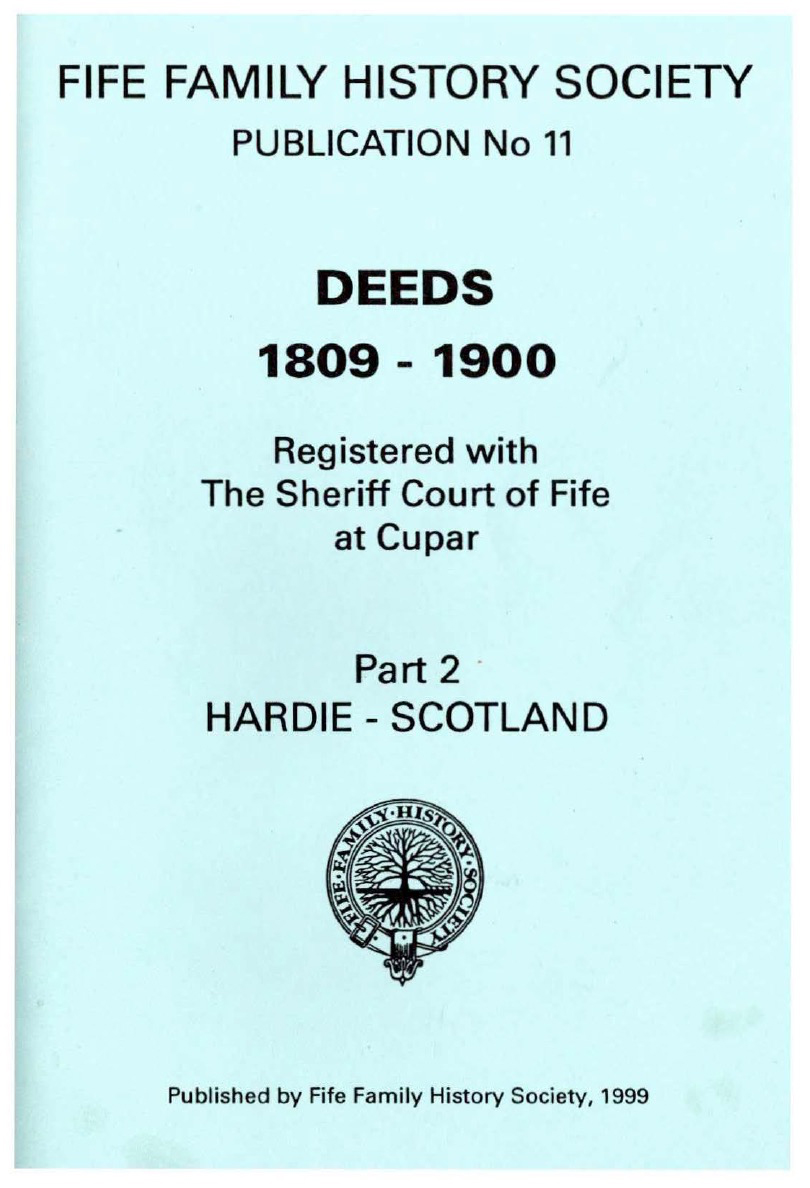 FIFE FAMILY HISTORY SOCIETY
PUBLICATION No 11
DEEDS
1809 - 1900
Registered with
The Sheriff Court of Fife
at Cupar
Part 2
HARDIE - SCOTLAND
FIFE·FAMILY·HISTORY·SOCIETY
Published by Fife Family History Society, 1999